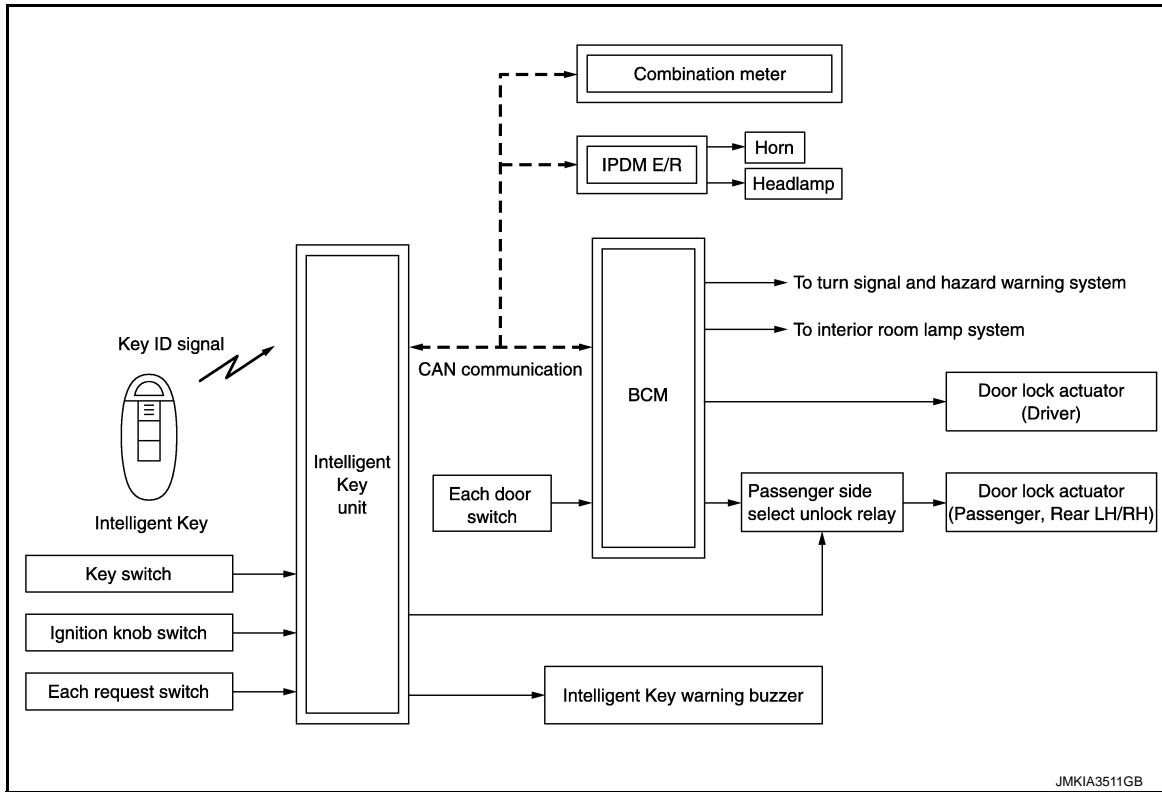 Combination meter
IPDM E/R
Horn
Headlamp
To turn signal and hazard warning system
To interior room lamp system
Key ID signal
CAN communication
BCM
Door lock actuator
(Driver)
Intelligent
Key
unit
Each door
switch
Passenger side
select unlock relay
Door lock actuator
(Passenger, Rear LH/RH)
Intelligent Key
Key switch
Ignition knob switch
Each request switch
Intelligent Key warning buzzer
JMKIA3511GB